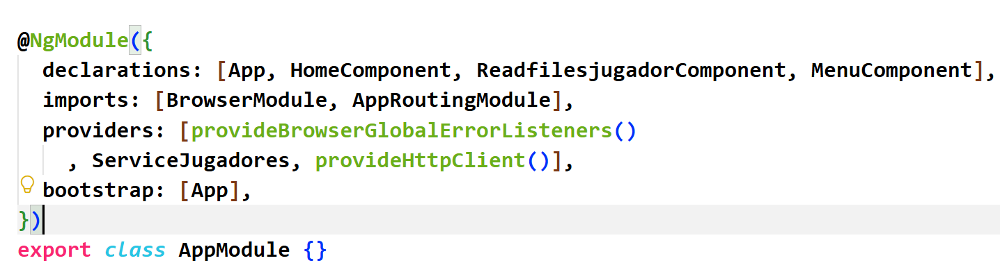 @NgModule({
declarations: [App, HomeComponent, ReadfilesjugadorComponent, MenuComponent],
imports: [BrowserModule, AppRoutingModule],
providers: [provideBrowserGlobalErrorListeners()
, ServiceJugadores, provideHttpClient()],
bootstrap: [App],
})
export class AppModule {}